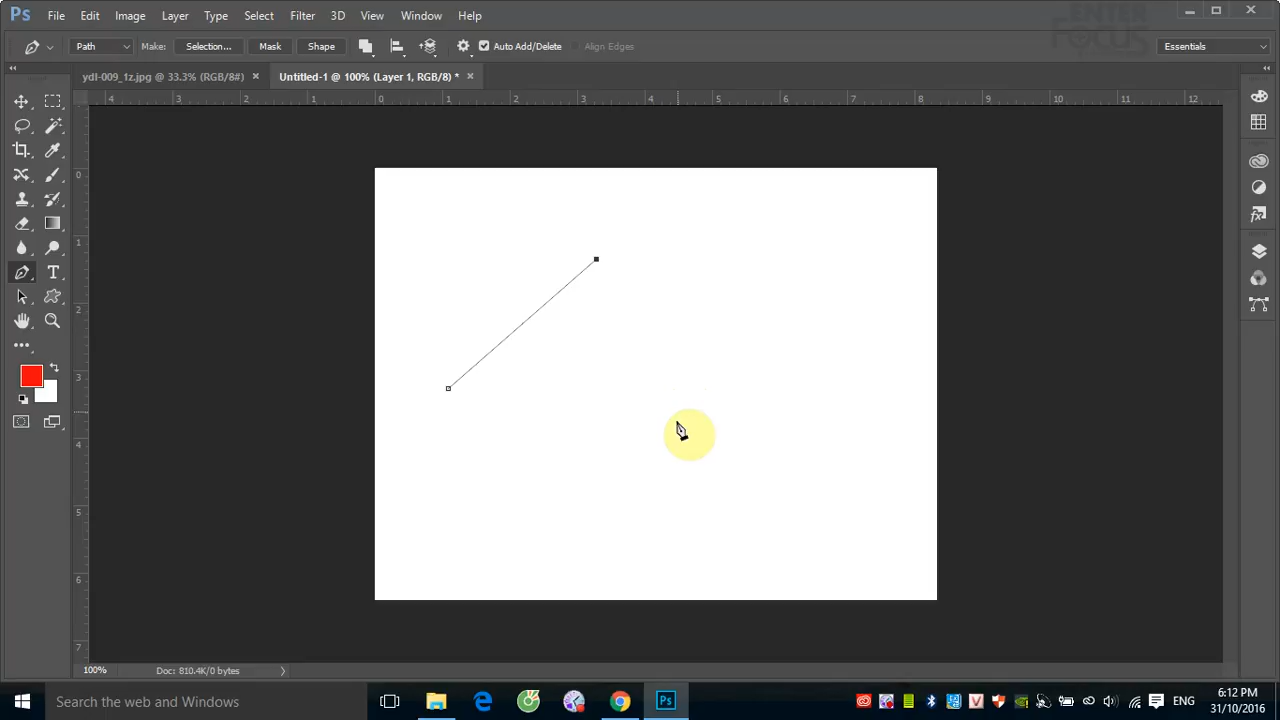 Ps File Edit Image Layer Type Select Filter 3D View Window Help
ENTER FOCUS
Path Make: Selection... Mask Shape Auto Add/Delete Align Edges Essentials
ydl-009_1z.jpg @ 33.3% (RGB/8#) × Untitled-1 @ 100% (Layer 1, RGB/8) * ×
4 3 2 1 0 1 2 3 4 5 6 7 8 9 10 11 12
0
1
2
3
4
5
6
7
T
fx
100% Doc: 810.4K/0 bytes
Search the web and Windows Ps ENG 6:12 PM
31/10/2016